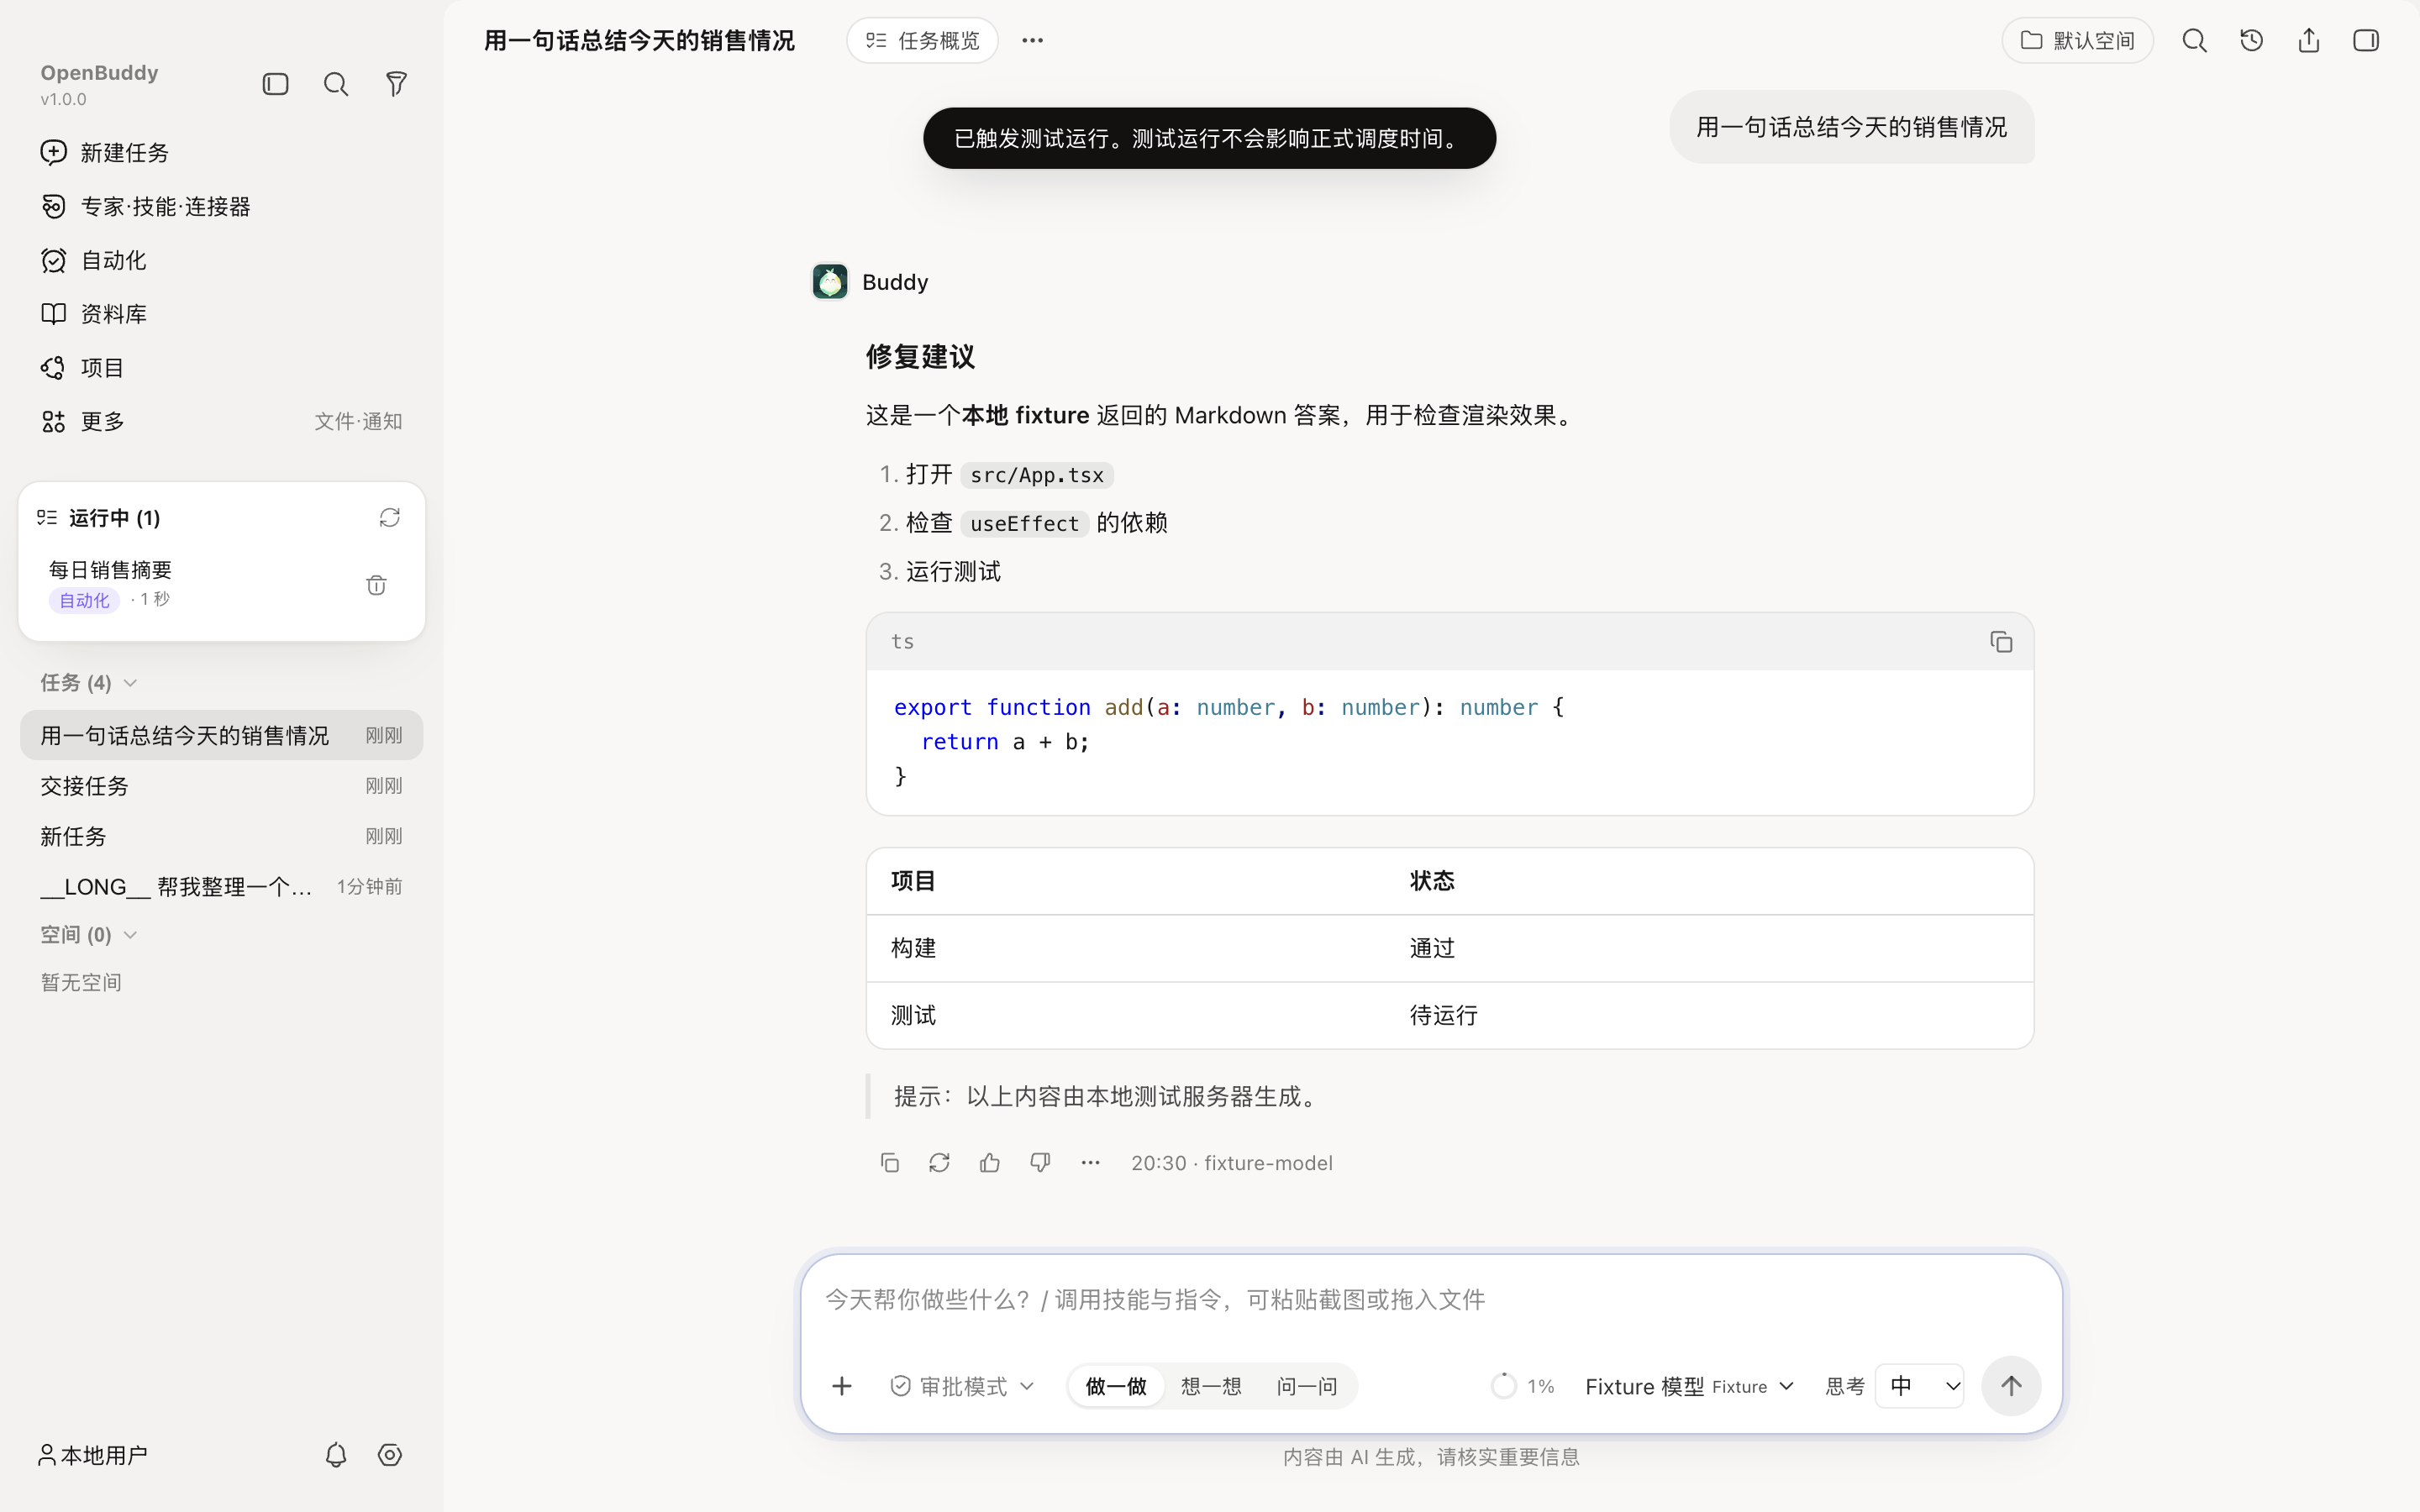 OpenBuddy
v1.0.0
新建任务
专家·技能·连接器
自动化
资料库
项目
更多 文件·通知
运行中 (1)
每日销售摘要
自动化 · 1 秒
任务 (4)
用一句话总结今天的销售情况 刚刚
交接任务 刚刚
新任务 刚刚
__LONG__ 帮我整理一个... 1分钟前
空间 (0)
暂无空间
本地用户
用一句话总结今天的销售情况 任务概览 默认空间
已触发测试运行。测试运行不会影响正式调度时间。
用一句话总结今天的销售情况
Buddy
修复建议
这是一个本地 fixture 返回的 Markdown 答案，用于检查渲染效果。
1. 打开 src/App.tsx
2. 检查 useEffect 的依赖
3. 运行测试
ts
export function add(a: number, b: number): number {
  return a + b;
}
项目 状态
构建 通过
测试 待运行
提示：以上内容由本地测试服务器生成。
20:30 · fixture-model
今天帮你做些什么？/ 调用技能与指令，可粘贴截图或拖入文件
审批模式 做一做 想一想 问一问 1% Fixture 模型 Fixture 思考 中
内容由 AI 生成，请核实重要信息